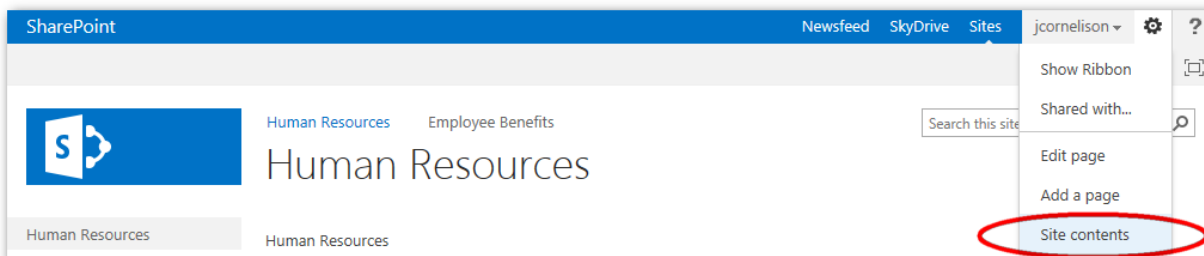 SharePoint Newsfeed SkyDrive Sites jcornelison ?
Show Ribbon
Shared with...
S
Human Resources Employee Benefits
Search this site
Human Resources
Edit page
Add a page
Human Resources
Human Resources
Site contents